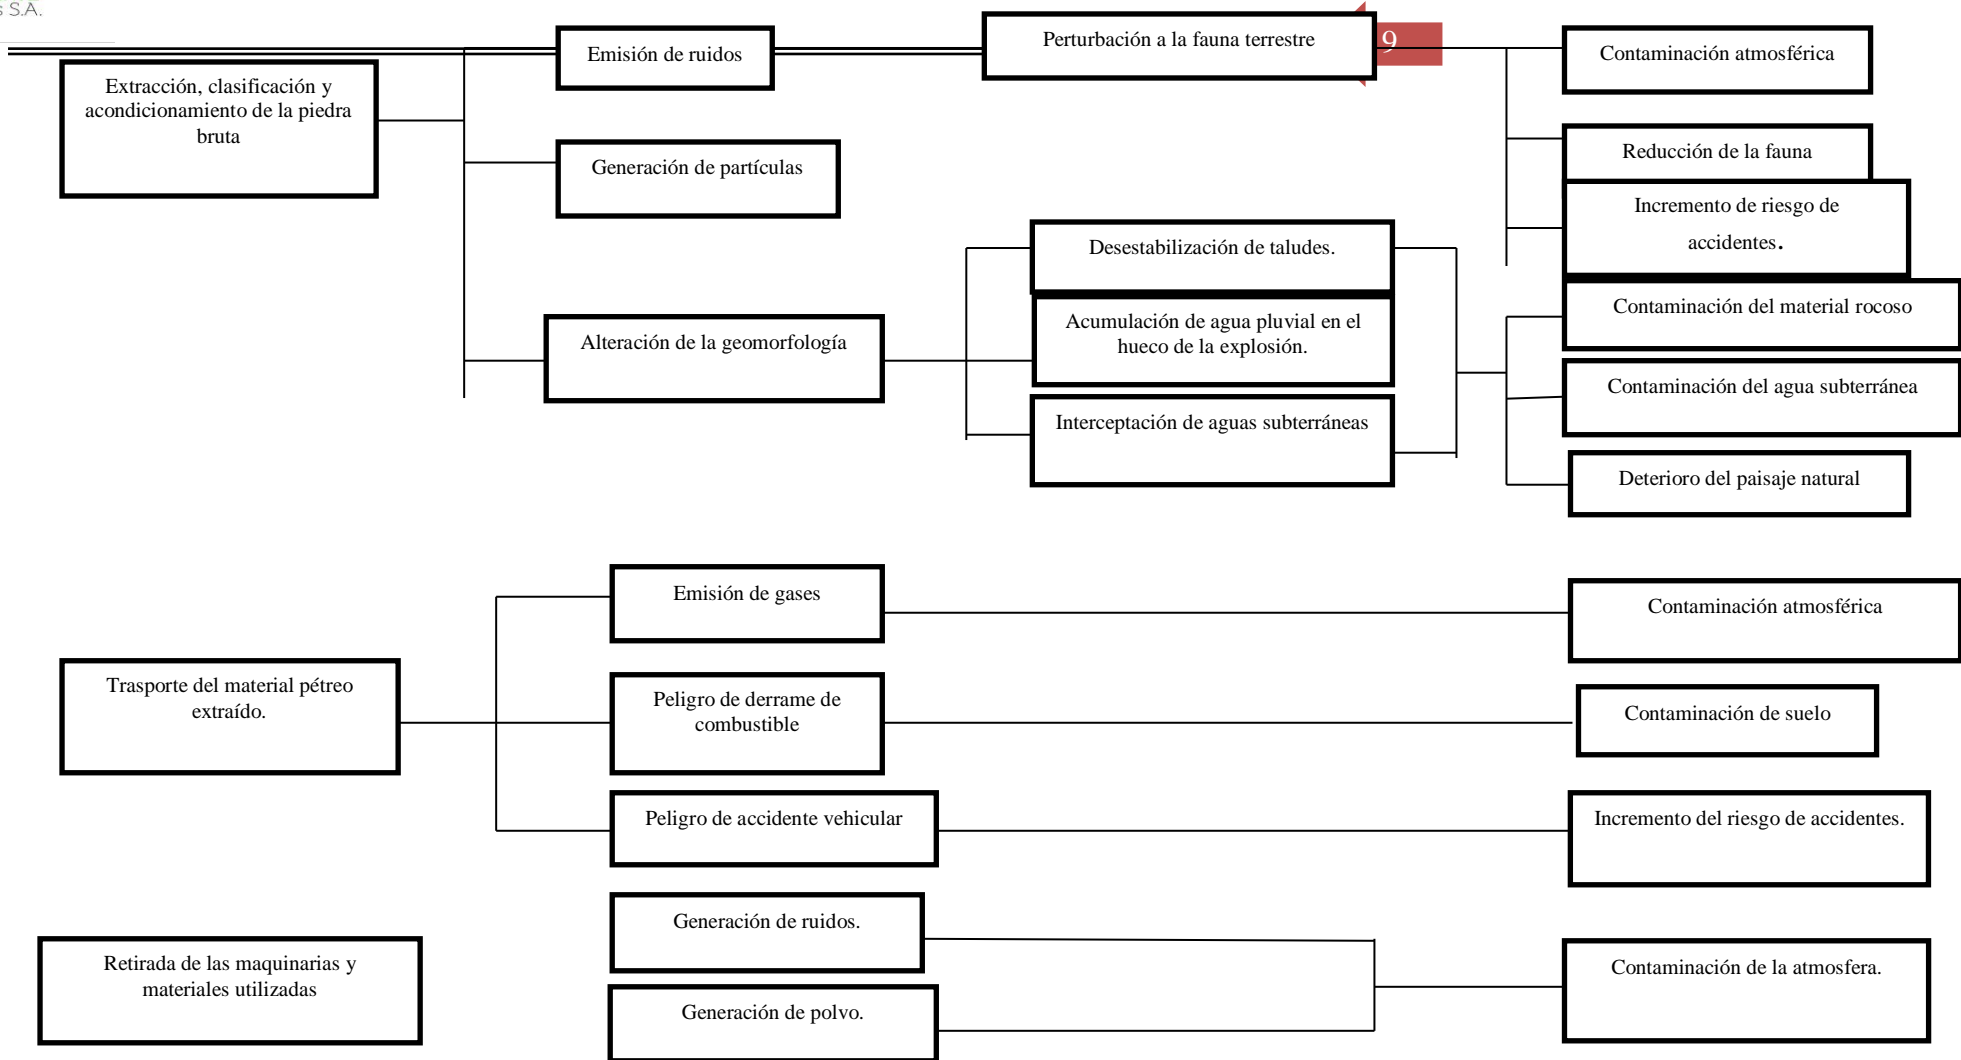 s S.A.
Emisión de ruidos
Perturbación a la fauna terrestre
9
Contaminación atmosférica
Extracción, clasificación y
acondicionamiento de la piedra
bruta
Generación de partículas
Reducción de la fauna
Incremento de riesgo de
accidentes.
Desestabilización de taludes.
Alteración de la geomorfología
Acumulación de agua pluvial en el
hueco de la explosión.
Interceptación de aguas subterráneas
Contaminación del material rocoso
Contaminación del agua subterránea
Deterioro del paisaje natural
Trasporte del material pétreo
extraído.
Emisión de gases
Contaminación atmosférica
Peligro de derrame de
combustible
Contaminación de suelo
Peligro de accidente vehicular
Incremento del riesgo de accidentes.
Retirada de las maquinarias y
materiales utilizadas
Generación de ruidos.
Generación de polvo.
Contaminación de la atmosfera.